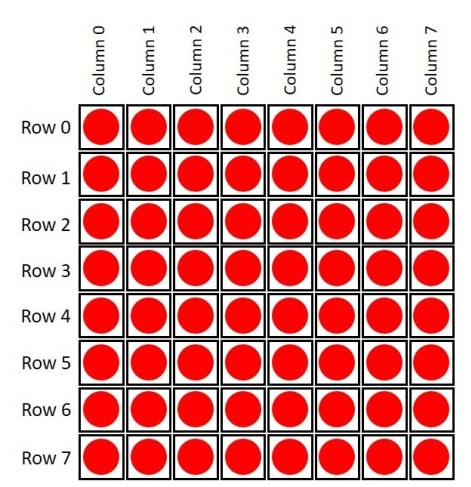 Column 0
Column 1
Column 2
Column 3
Column 4
Column 5
Column 6
Column 7
Row 0
Row 1
Row 2
Row 3
Row 4
Row 5
Row 6
Row 7